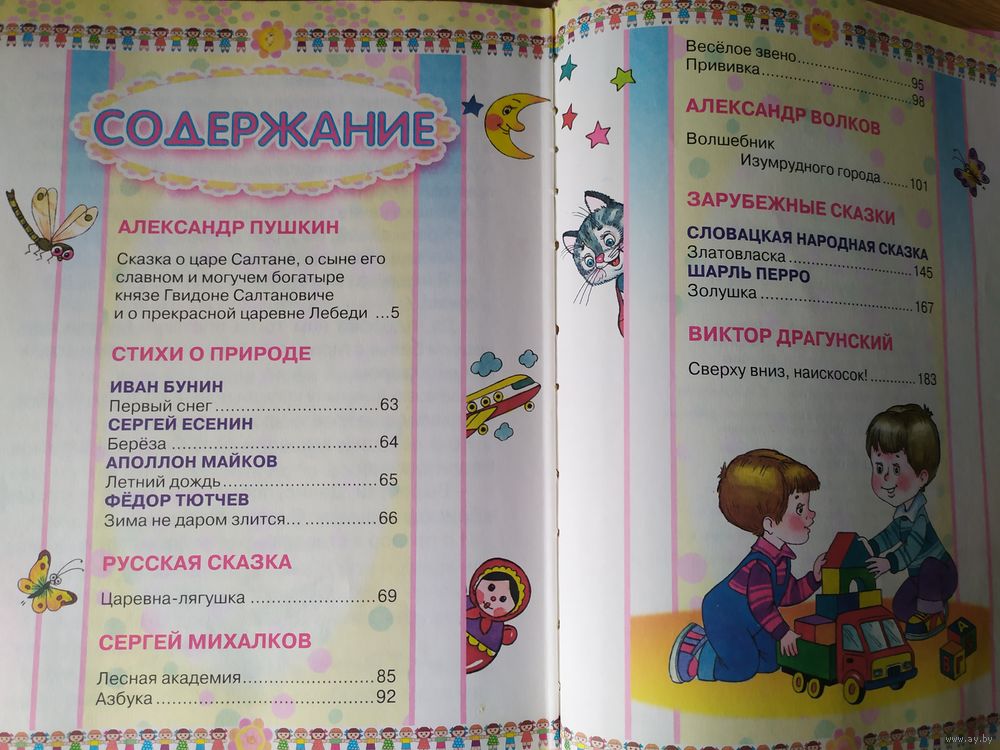 СОДЕРЖАНИЕ
АЛЕКСАНДР ПУШКИН
Сказка о царе Салтане, о сыне его
славном и могучем богатыре
князе Гвидоне Салтановиче
и о прекрасной царевне Лебеди ...5
СТИХИ О ПРИРОДЕ
ИВАН БУНИН
Первый снег ..............................63
СЕРГЕЙ ЕСЕНИН
Берёза ......................................64
АПОЛЛОН МАЙКОВ
Летний дождь............................65
ФЁДОР ТЮТЧЕВ
Зима не даром злится... .............66
РУССКАЯ СКАЗКА
Царевна-лягушка ......................69
СЕРГЕЙ МИХАЛКОВ
Лесная академия.......................85
Азбука ......................................92
Весёлое звено.....................95
Прививка...........................98
АЛЕКСАНДР ВОЛКОВ
Волшебник
Изумрудного города.......101
ЗАРУБЕЖНЫЕ СКАЗКИ
СЛОВАЦКАЯ НАРОДНАЯ СКАЗКА
Златовласка .....................145
ШАРЛЬ ПЕРРО
Золушка ..........................167
ВИКТОР ДРАГУНСКИЙ
Сверху вниз, наискосок!...........183
А
Б
Г
www.ay.by